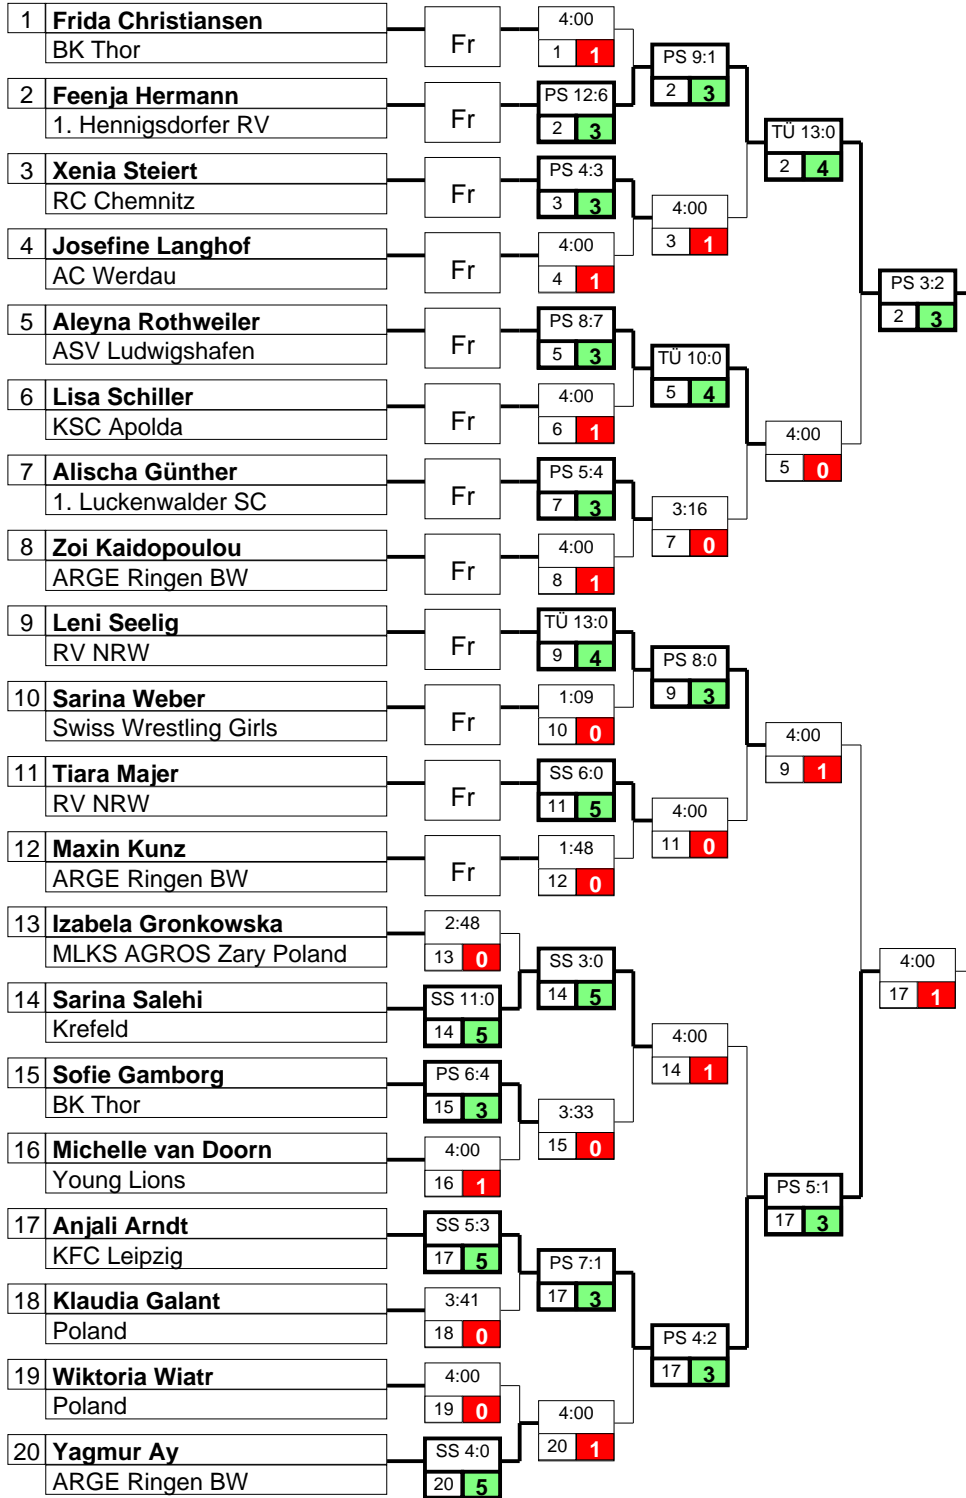 1 Frida Christiansen
BK Thor
Fr
4:00
1 1
PS 9:1
2 3
2 Feenja Hermann
1. Hennigsdorfer RV
Fr
PS 12:6
2 3
TÜ 13:0
2 4
3 Xenia Steiert
RC Chemnitz
Fr
PS 4:3
3 3
4:00
3 1
4 Josefine Langhof
AC Werdau
Fr
4:00
4 1
PS 3:2
2 3
5 Aleyna Rothweiler
ASV Ludwigshafen
Fr
PS 8:7
5 3
TÜ 10:0
5 4
6 Lisa Schiller
KSC Apolda
Fr
4:00
6 1
4:00
5 0
7 Alischa Günther
1. Luckenwalder SC
Fr
PS 5:4
7 3
3:16
7 0
8 Zoi Kaidopoulou
ARGE Ringen BW
Fr
4:00
8 1
9 Leni Seelig
RV NRW
Fr
TÜ 13:0
9 4
PS 8:0
9 3
10 Sarina Weber
Swiss Wrestling Girls
Fr
1:09
10 0
4:00
9 1
11 Tiara Majer
RV NRW
Fr
SS 6:0
11 5
4:00
11 0
12 Maxin Kunz
ARGE Ringen BW
Fr
1:48
12 0
13 Izabela Gronkowska
MLKS AGROS Zary Poland
2:48
13 0
SS 3:0
14 5
4:00
17 1
14 Sarina Salehi
Krefeld
SS 11:0
14 5
4:00
14 1
15 Sofie Gamborg
BK Thor
PS 6:4
15 3
3:33
15 0
16 Michelle van Doorn
Young Lions
4:00
16 1
PS 5:1
17 3
17 Anjali Arndt
KFC Leipzig
SS 5:3
17 5
PS 7:1
17 3
18 Klaudia Galant
Poland
3:41
18 0
PS 4:2
17 3
19 Wiktoria Wiatr
Poland
4:00
19 0
4:00
20 1
20 Yagmur Ay
ARGE Ringen BW
SS 4:0
20 5